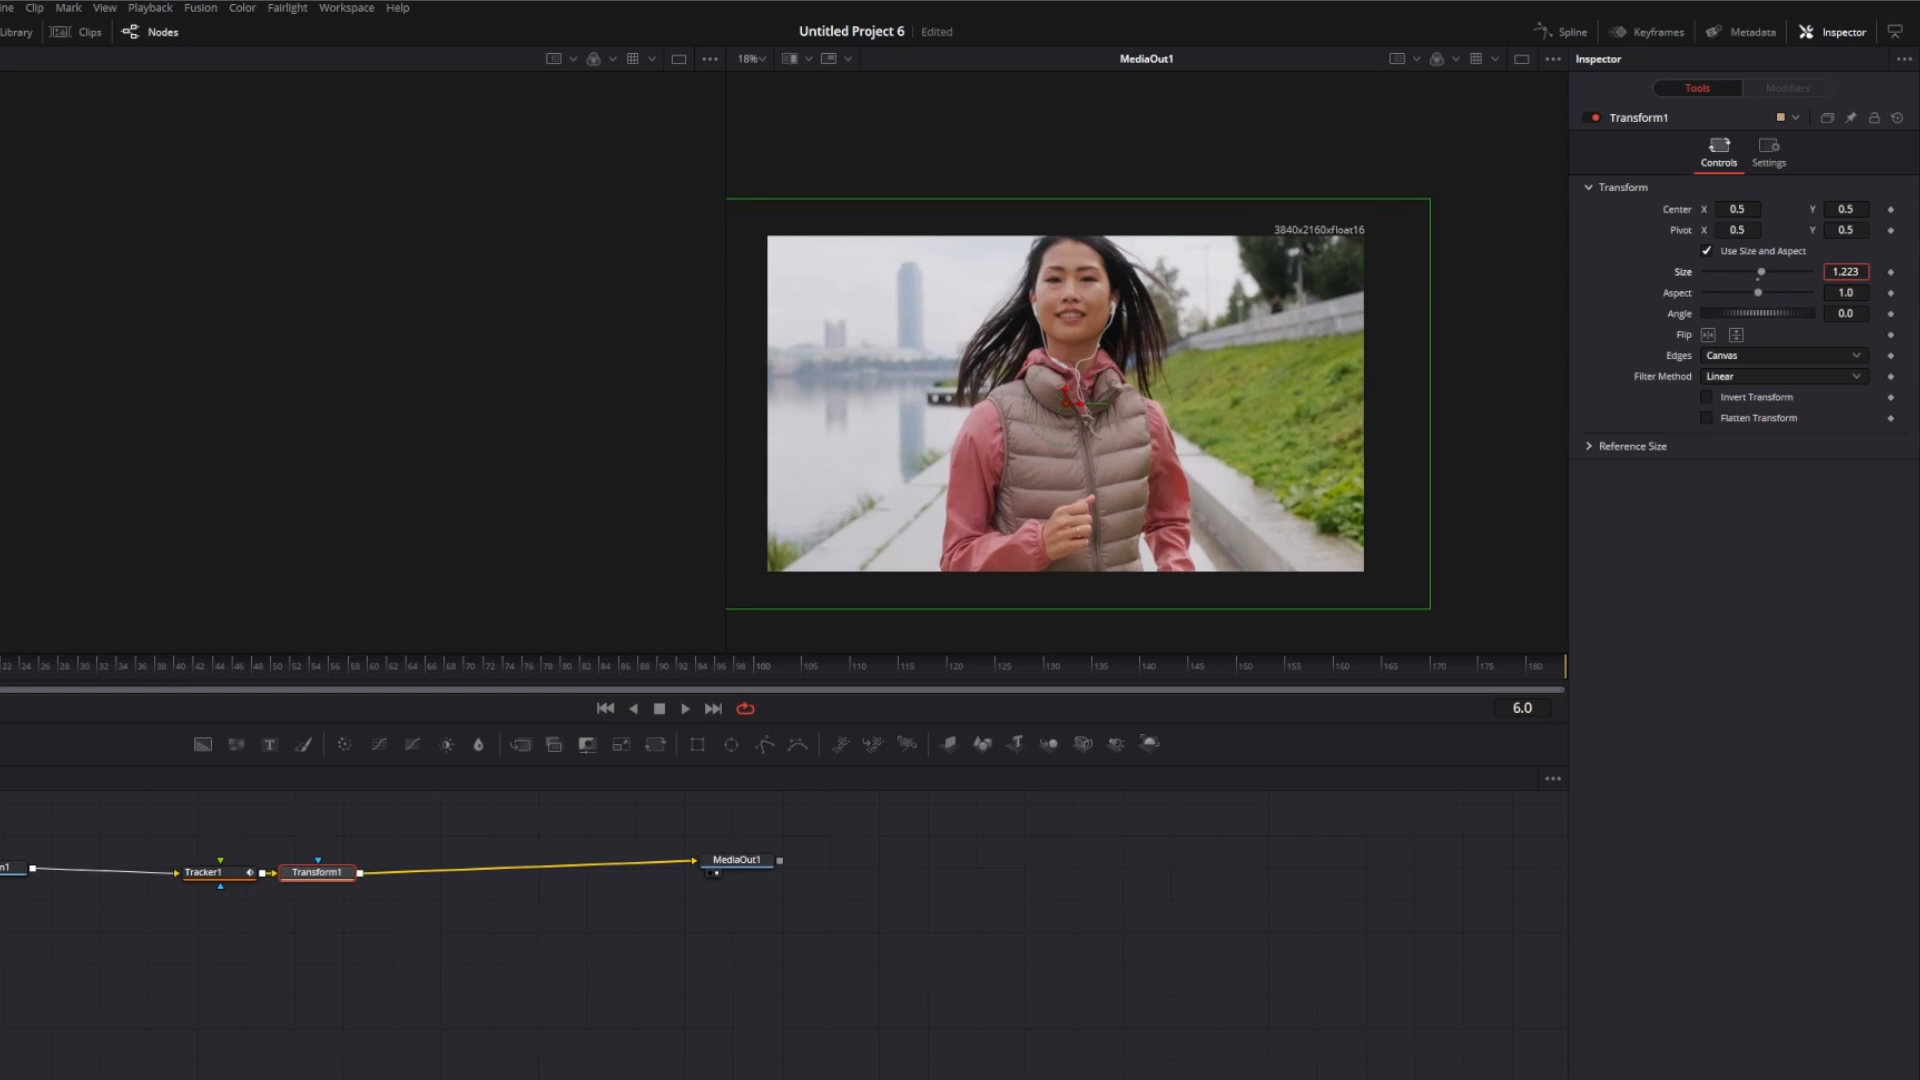 Clip Mark View Playback Fusion Color Fairlight Workspace Help
Library Clips Nodes Untitled Project 6 Edited Spline Keyframes Metadata Inspector
18% MediaOut1 Inspector
Tools Modifiers
Transform1
Controls Settings
Transform
Center X 0.5 Y 0.5
Pivot X 0.5 Y 0.5
Use Size and Aspect
Size 1.223
Aspect 1.0
Angle 0.0
Flip
Edges Canvas
Filter Method Linear
Invert Transform
Flatten Transform
Reference Size
3840x2160xfloat16
22 24 26 28 30 32 34 36 38 40 42 44 46 48 50 52 54 56 58 60 62 64 66 68 70 72 74 76 78 80 82 84 86 88 90 92 94 96 98 100 105 110 115 120 125 130 135 140 145 150 155 160 165 170 175 180
6.0
Tracker1 Transform1 MediaOut1